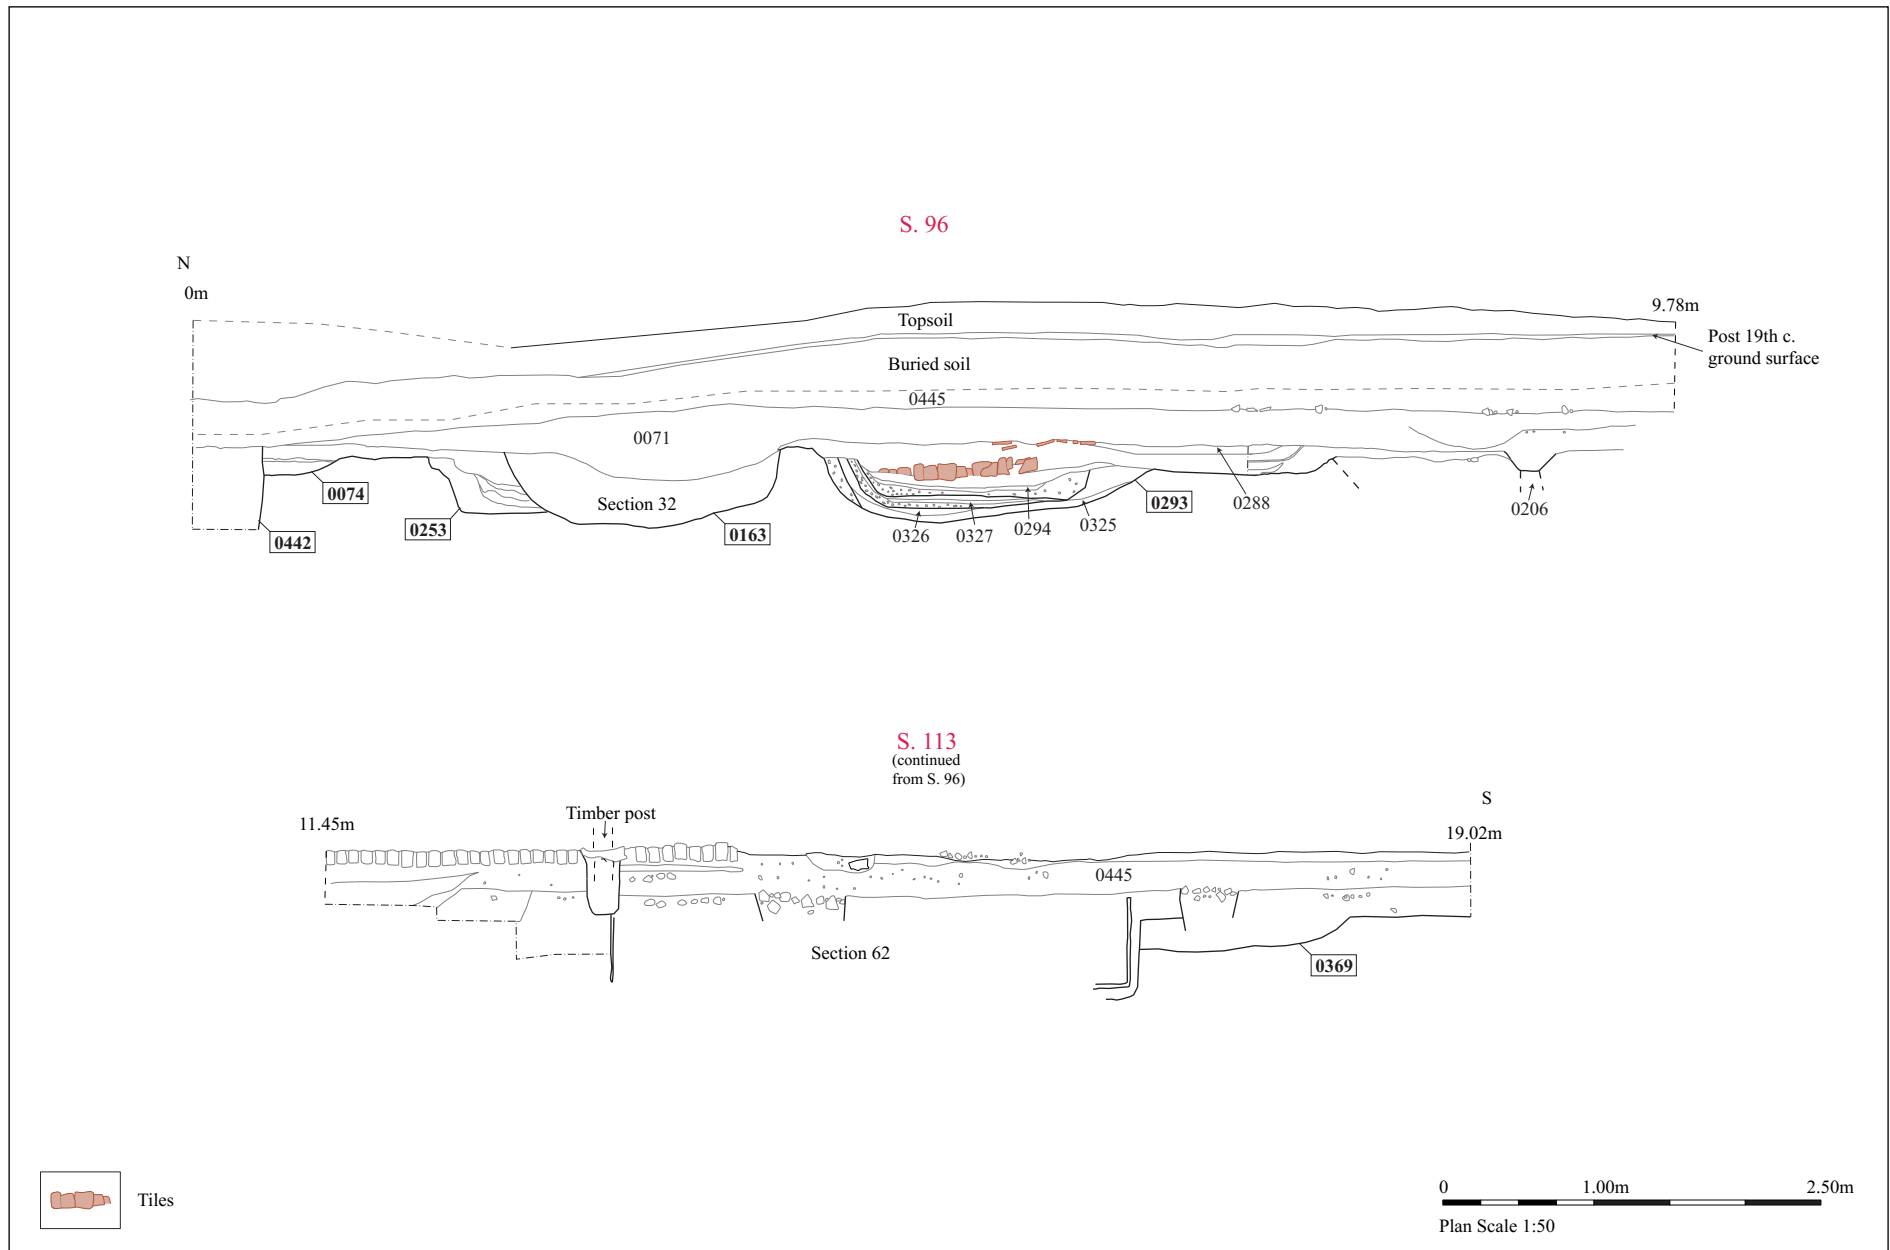 S. 96
N
0m
9.78m
Topsoil
Post 19th c.
ground surface
Buried soil
0445
0071
Section 32
0074
0442
0253
0163
0326
0327
0294
0325
0293
0288
0206
S. 113
(continued
from S. 96)
S
11.45m
Timber post
19.02m
0445
Section 62
0369
Tiles
0
1.00m
2.50m
Plan Scale 1:50